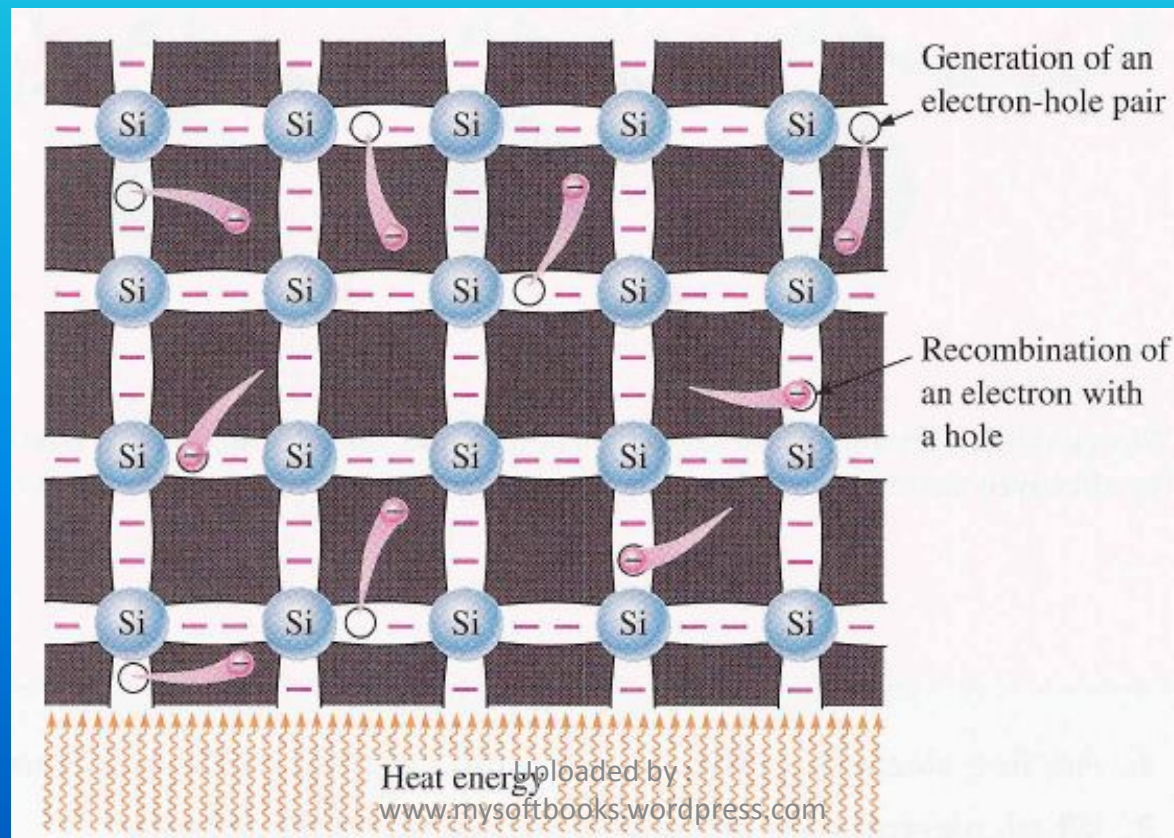 Generation of an
electron-hole pair
Si Si Si Si Si
Si Si Si Si Si
Recombination of
an electron with
a hole
Si Si Si Si Si
Si Si Si Si Si
Heat energy
Uploaded by :
www.mysoftbooks.wordpress.com